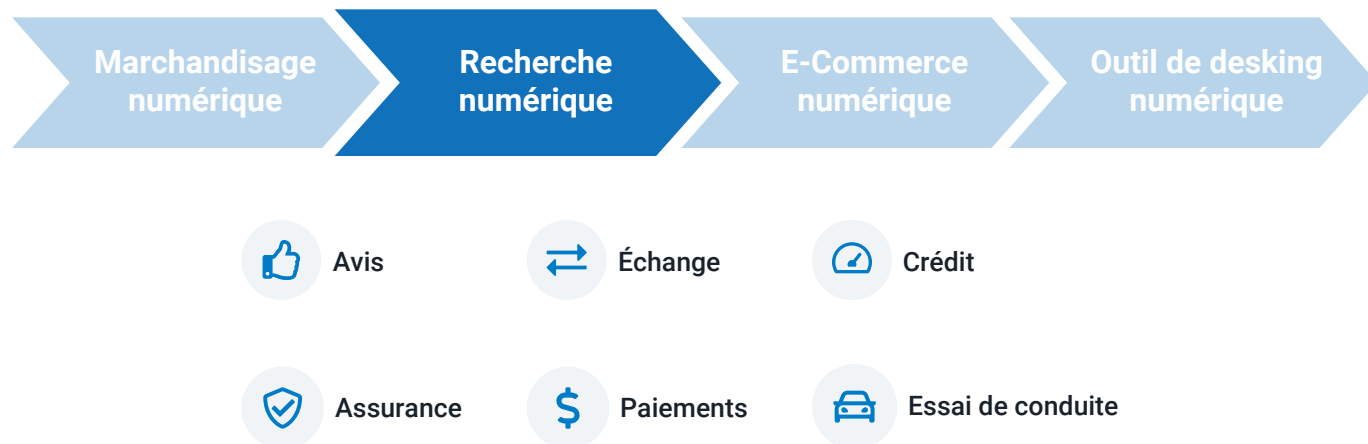 Marchandisage
numérique
Recherche
numérique
E-Commerce
numérique
Outil de desking
numérique
Avis
Échange
Crédit
Assurance
Paiements
Essai de conduite